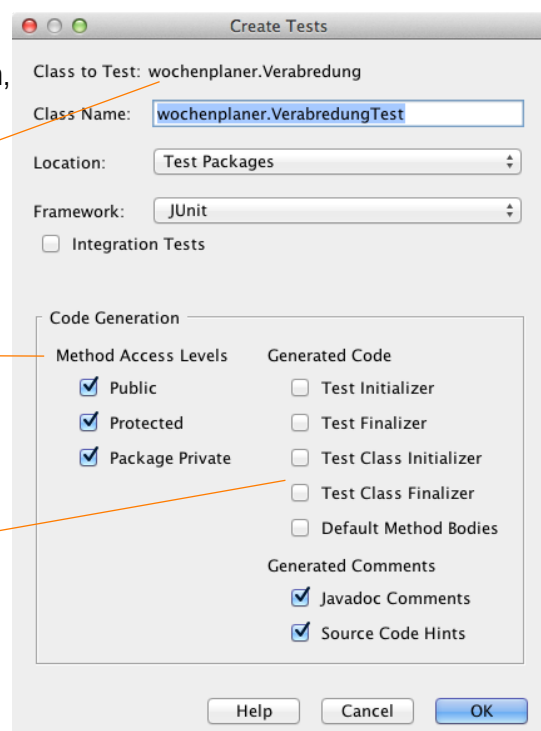 Create Tests
Class to Test: wochenplaner.Verabredung
Class Name: wochenplaner.VerabredungTest
Location: Test Packages
Framework: JUnit
Integration Tests
Code Generation
Method Access Levels Generated Code
Public Test Initializer
Protected Test Finalizer
Package Private Test Class Initializer
Test Class Finalizer
Default Method Bodies
Generated Comments
Javadoc Comments
Source Code Hints
Help Cancel OK